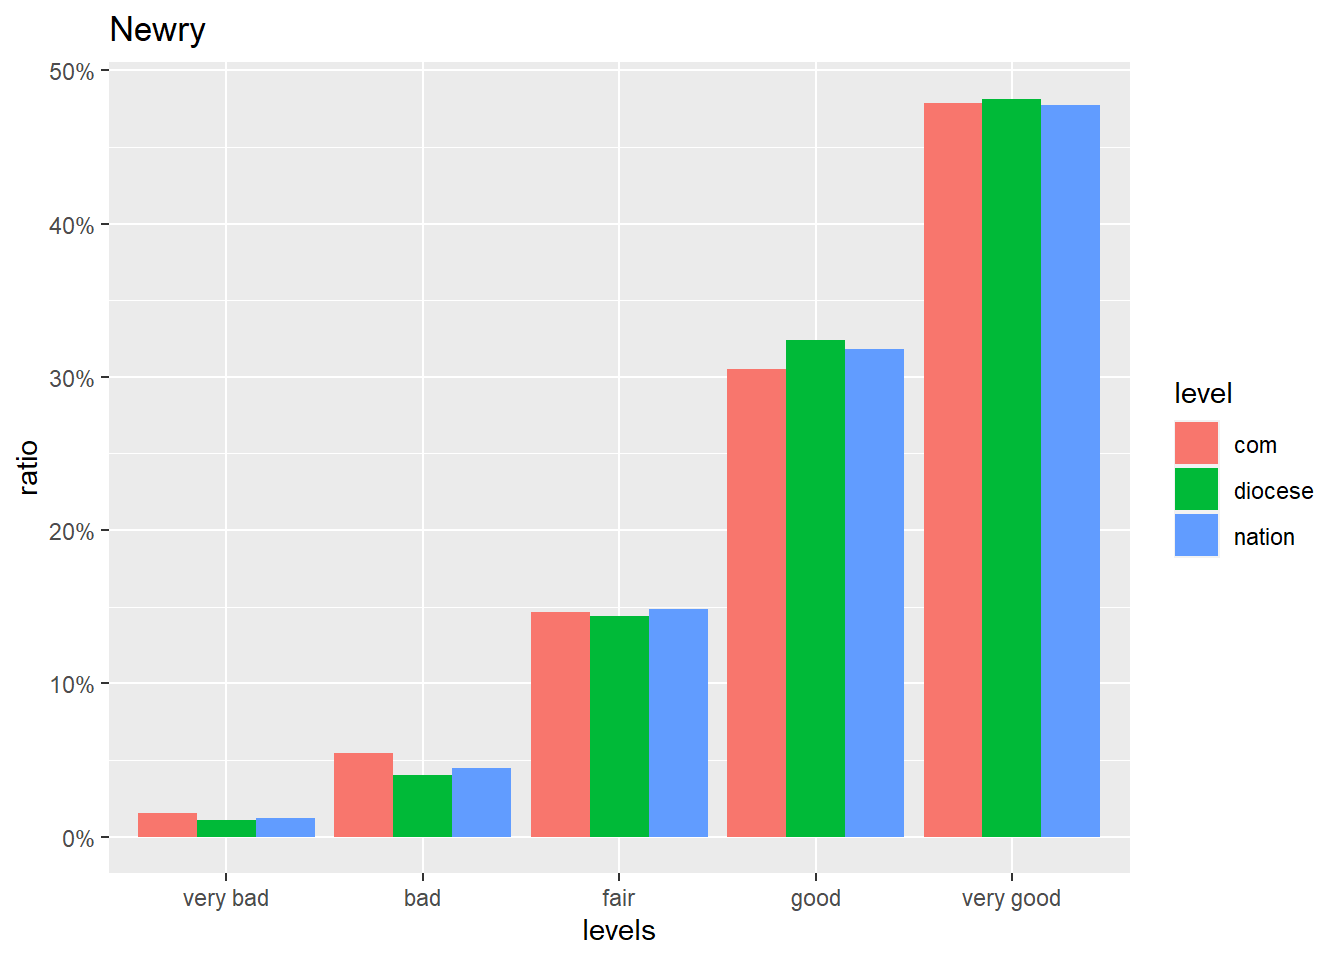 Newry
50%
40%
30%
20%
10%
0%
ratio
very bad
bad
fair
good
very good
levels
level
com
diocese
nation